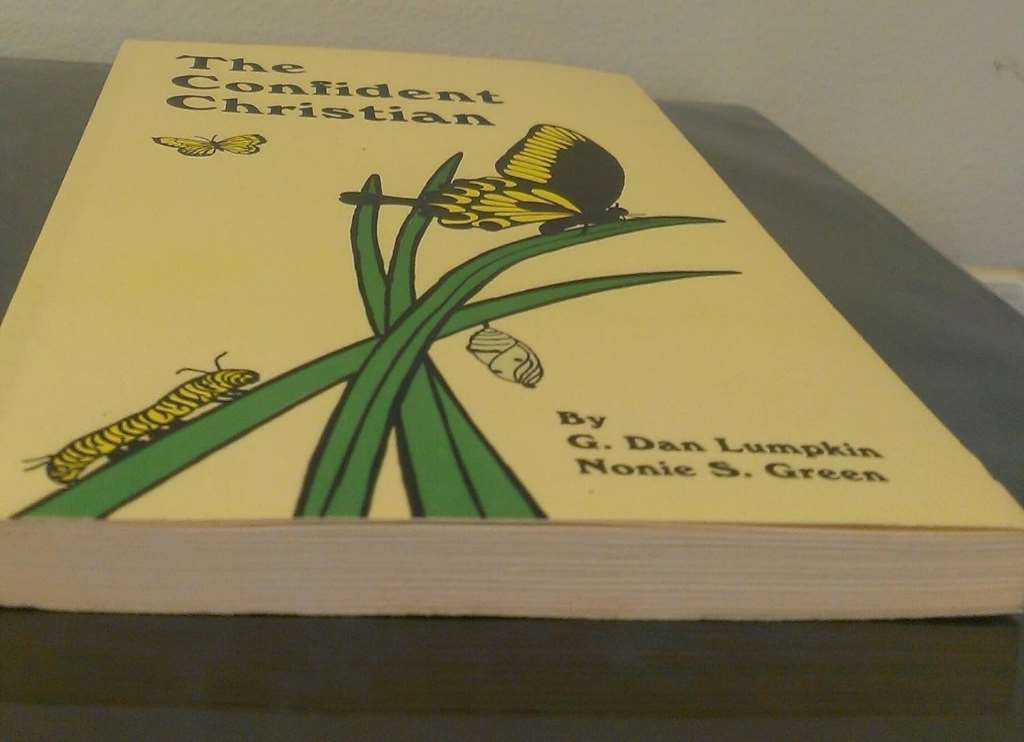 The
Confident
Christian
By
G. Dan Lumpkin
Nonie S. Green